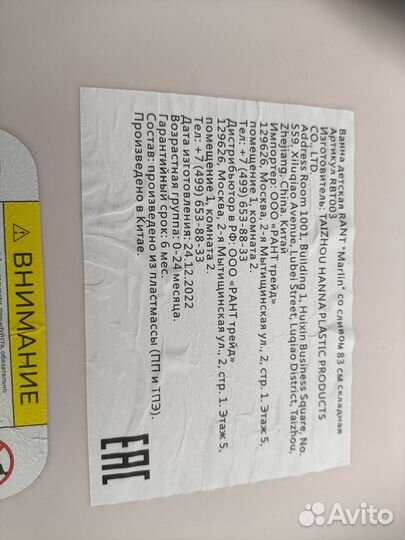 Ванна детская RANT "Marlin" со сливом 83 см складная
Артикул RBT003
Изготовитель: TAIZHOU HANNA PLASTIC PRODUCTS
CO., LTD.
Address Room 1001, Building 1, Huixin Business Square, No.
559, Xiluqiao Avenue, Lubei Street, Luqiao District, Taizhou,
Zhejiang, China, Китай
Импортер: ООО «РАНТ трейд»
129626, Москва, 2-я Мытищинская ул., 2, стр. 1. Этаж 5,
помещение 1, комната 2.
Тел: +7 (499) 653-88-33
Дистрибьютор в РФ: ООО «РАНТ трейд»
129626, Москва, 2-я Мытищинская ул., 2, стр. 1. Этаж 5,
помещение 1, комната 2.
Тел: +7 (499) 653-88-33
Дата изготовления: 24.12.2022
Возрастная группа: 0-24 месяца.
Гарантийный срок: 6 мес.
Состав: произведено из пластмассы (ПП и ТПЭ).
Произведено в Китае.
EAC
ВНИМАНИЕ
обязательно
Avito